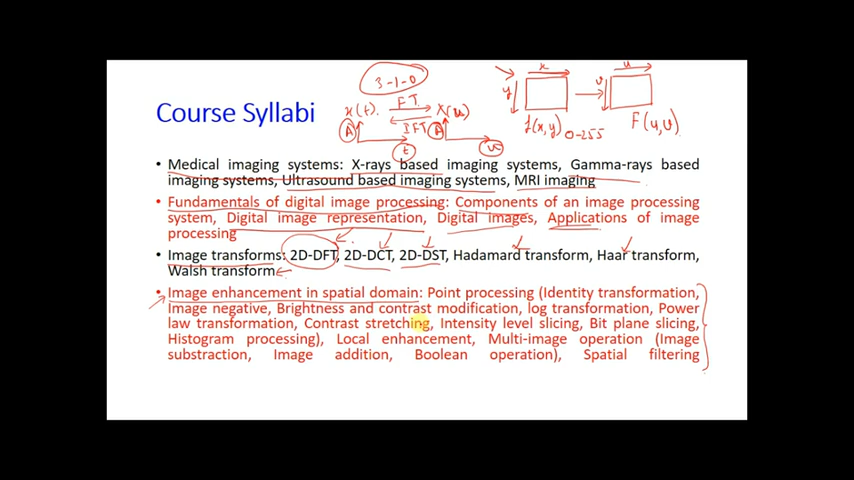 3-1-0
x
u
y
v
x(t)
FT
X(u)
IFT
A
A
t
u
f(x,y)
0-255
F(u,v)
Course Syllabi
• Medical imaging systems: X-rays based imaging systems, Gamma-rays based
imaging systems, Ultrasound based imaging systems, MRI imaging
• Fundamentals of digital image processing: Components of an image processing
system, Digital image representation, Digital images, Applications of image
processing
• Image transforms: 2D-DFT, 2D-DCT, 2D-DST, Hadamard transform, Haar transform,
Walsh transform
• Image enhancement in spatial domain: Point processing (Identity transformation,
Image negative, Brightness and contrast modification, log transformation, Power
law transformation, Contrast stretching, Intensity level slicing, Bit plane slicing,
Histogram processing), Local enhancement, Multi-image operation (Image
substraction, Image addition, Boolean operation), Spatial filtering